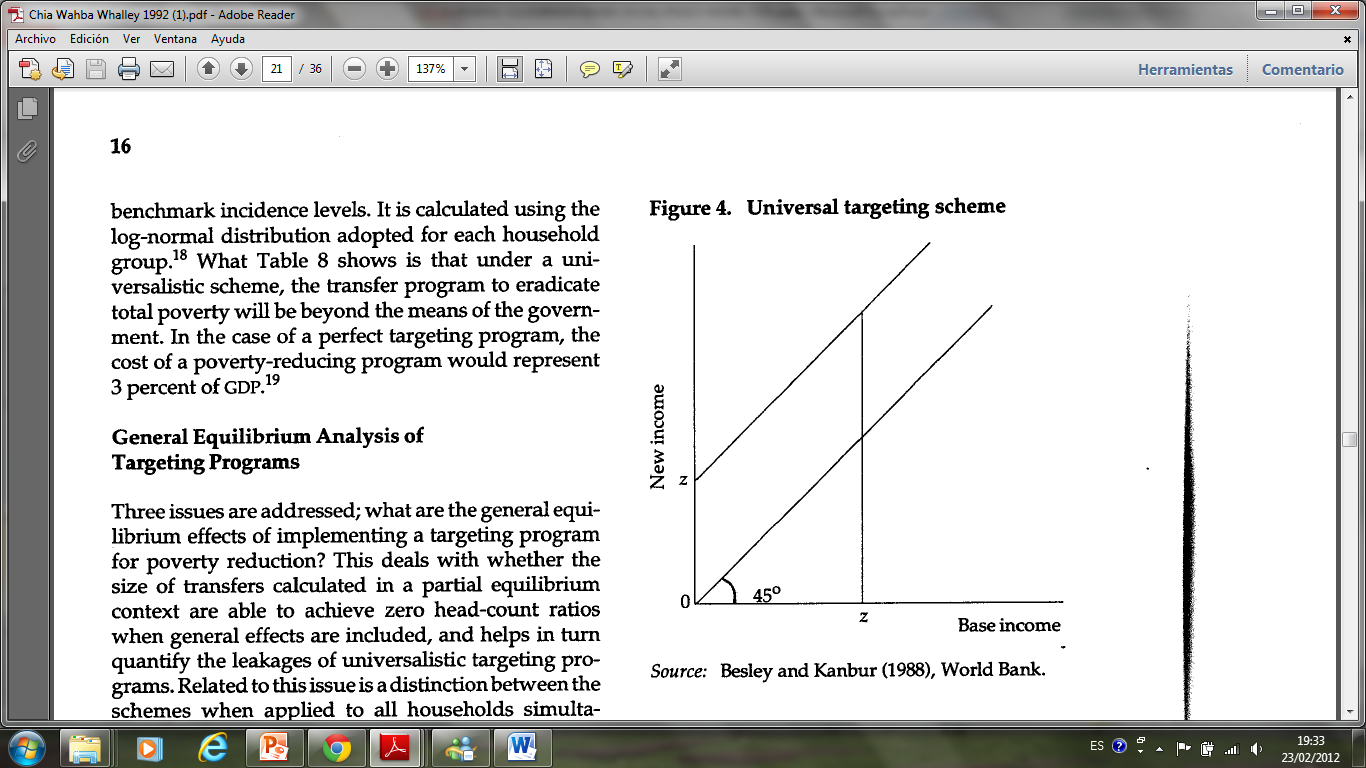 Chia Wahba Whalley 1992 (1).pdf - Adobe Reader
Archivo Edición Ver Ventana Ayuda
21 / 36 137% Herramientas Comentario
16
benchmark incidence levels. It is calculated using the
log-normal distribution adopted for each household
group.18 What Table 8 shows is that under a uni-
versalistic scheme, the transfer program to eradicate
total poverty will be beyond the means of the govern-
ment. In the case of a perfect targeting program, the
cost of a poverty-reducing program would represent
3 percent of GDP.19
General Equilibrium Analysis of
Targeting Programs
Three issues are addressed; what are the general equi-
librium effects of implementing a targeting program
for poverty reduction? This deals with whether the
size of transfers calculated in a partial equilibrium
context are able to achieve zero head-count ratios
when general effects are included, and helps in turn
quantify the leakages of universalistic targeting pro-
grams. Related to this issue is a distinction between the
schemes when applied to all households simulta-
Figure 4. Universal targeting scheme
New income
z
0
45º
z
Base income
Source: Besley and Kanbur (1988), World Bank.
ES
19:33
23/02/2012